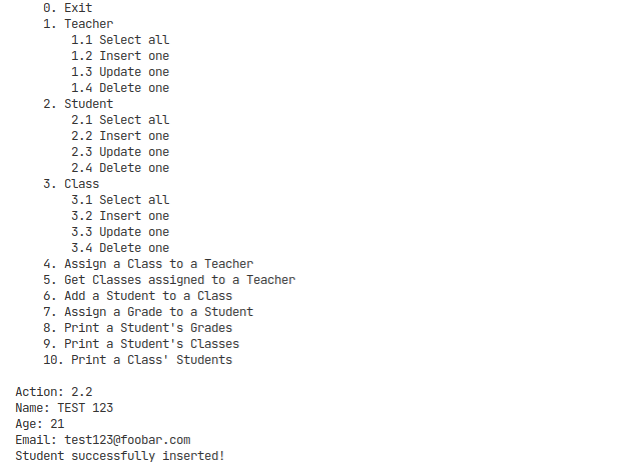 0. Exit
1. Teacher
1.1 Select all
1.2 Insert one
1.3 Update one
1.4 Delete one
2. Student
2.1 Select all
2.2 Insert one
2.3 Update one
2.4 Delete one
3. Class
3.1 Select all
3.2 Insert one
3.3 Update one
3.4 Delete one
4. Assign a Class to a Teacher
5. Get Classes assigned to a Teacher
6. Add a Student to a Class
7. Assign a Grade to a Student
8. Print a Student's Grades
9. Print a Student's Classes
10. Print a Class' Students
Action: 2.2
Name: TEST 123
Age: 21
Email: test123@foobar.com
Student successfully inserted!